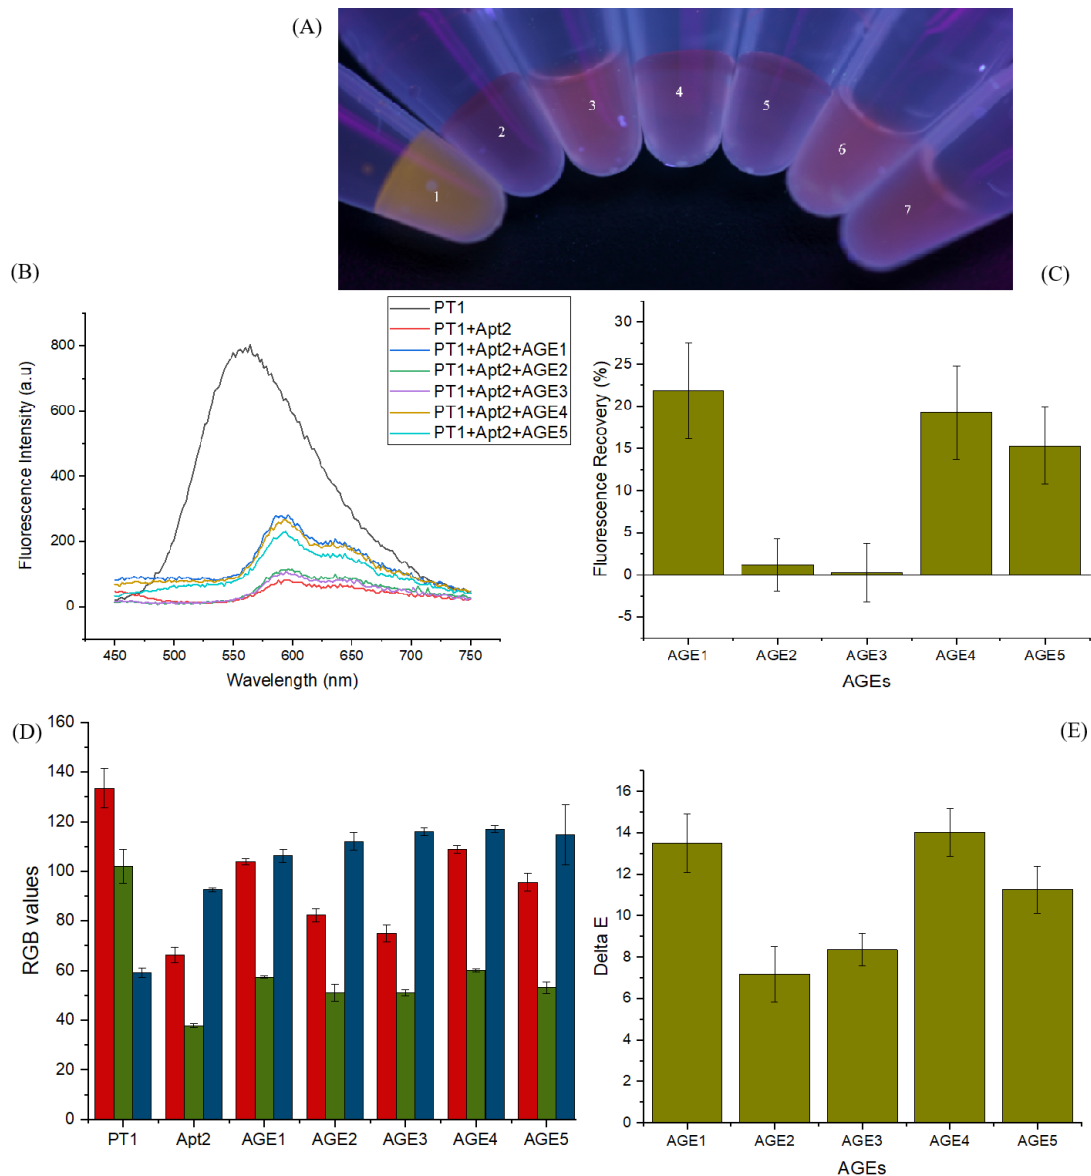 (A)
1
2
3
4
5
6
7
(B)
Fluorescence Intensity (a.u)
800
600
400
200
0
450 500 550 600 650 700 750
Wavelength (nm)
PT1
PT1+Apt2
PT1+Apt2+AGE1
PT1+Apt2+AGE2
PT1+Apt2+AGE3
PT1+Apt2+AGE4
PT1+Apt2+AGE5
(C)
Fluorescence Recovery (%)
30
25
20
15
10
5
0
-5
AGE1 AGE2 AGE3 AGE4 AGE5
AGEs
(D)
RGB values
160
140
120
100
80
60
40
20
0
PT1 Apt2 AGE1 AGE2 AGE3 AGE4 AGE5
(E)
Delta E
16
14
12
10
8
6
4
2
0
AGE1 AGE2 AGE3 AGE4 AGE5
AGEs